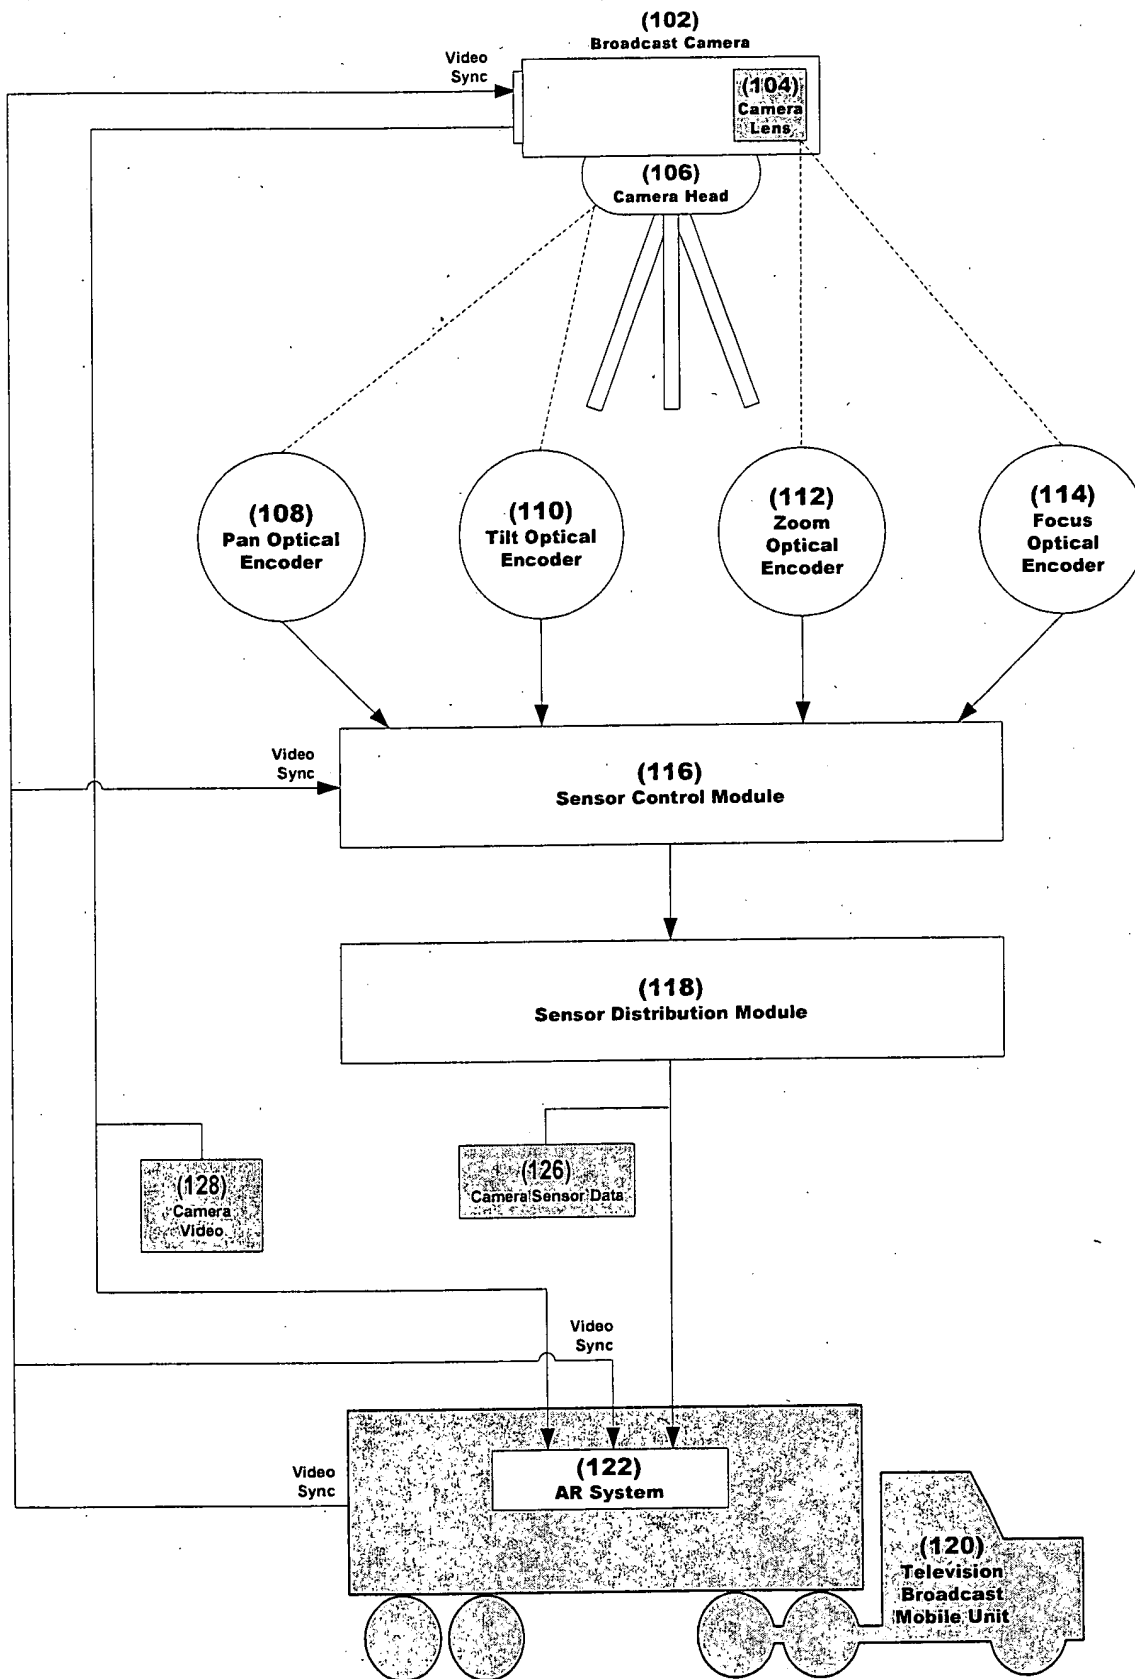 (102)
Broadcast Camera
Video
Sync
(104)
Camera
Lens
(106)
Camera Head
(108)
Pan Optical
Encoder
(110)
Tilt Optical
Encoder
(112)
Zoom
Optical
Encoder
(114)
Focus
Optical
Encoder
Video
Sync
(116)
Sensor Control Module
(118)
Sensor Distribution Module
(128)
Camera
Video
(126)
Camera Sensor Data
Video
Sync
Video
Sync
(122)
AR System
(120)
Television
Broadcast
Mobile Unit